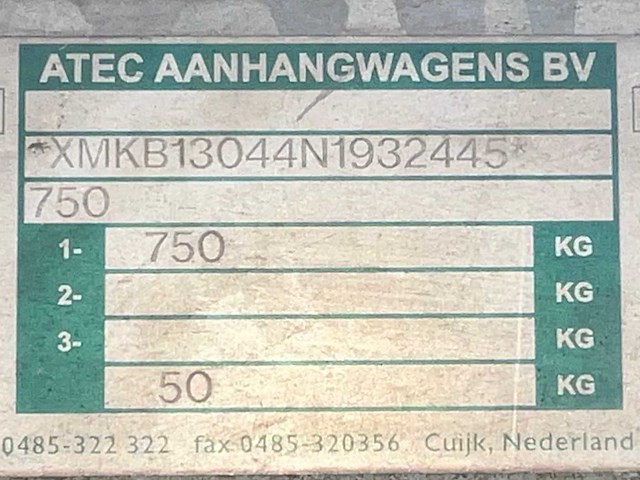 ATEC AANHANGWAGENS BV
*XMKB13044N1932445*
750
1- 750 KG
2- KG
3- KG
50 KG
0485-322 322 fax 0485-320356 Cuijk, Nederland